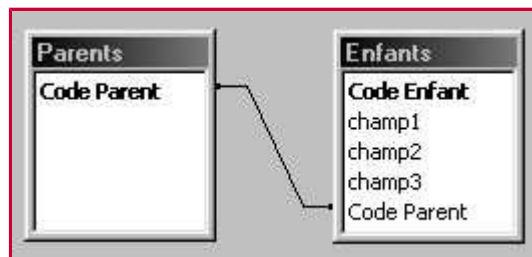 Parents
Code Parent
Enfants
Code Enfant
champ1
champ2
champ3
Code Parent